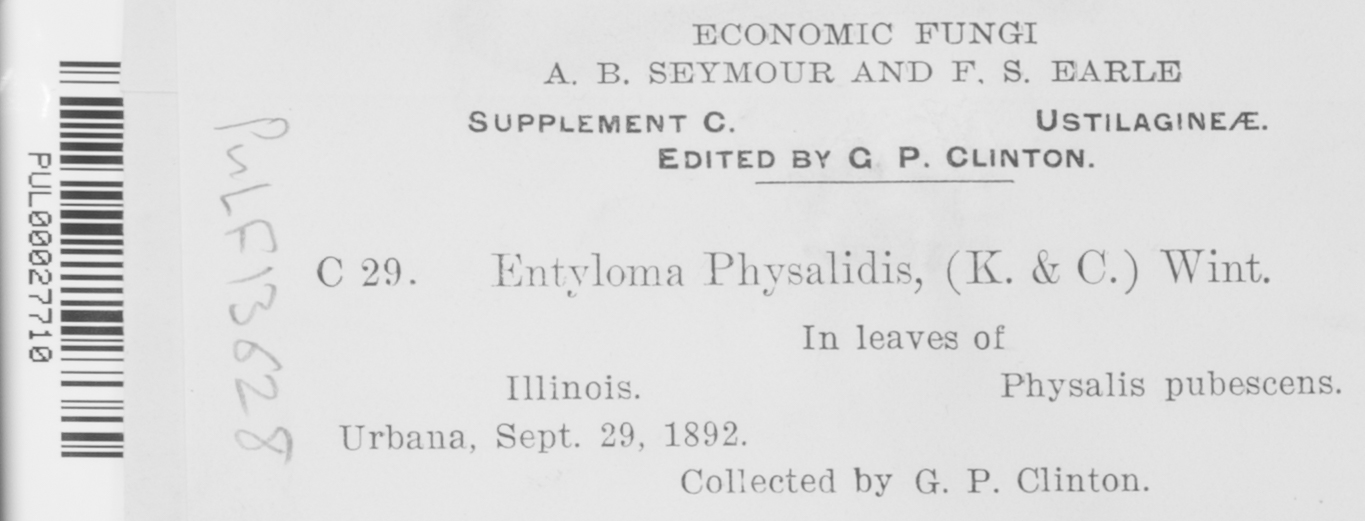 PUL00027710
PULF13628
ECONOMIC FUNGI
A. B. SEYMOUR AND F. S. EARLE
SUPPLEMENT C. USTILAGINEÆ.
EDITED BY G. P. CLINTON.
C 29. Entyloma Physalidis, (K. & C.) Wint.
In leaves of
Illinois. Physalis pubescens.
Urbana, Sept. 29, 1892.
Collected by G. P. Clinton.